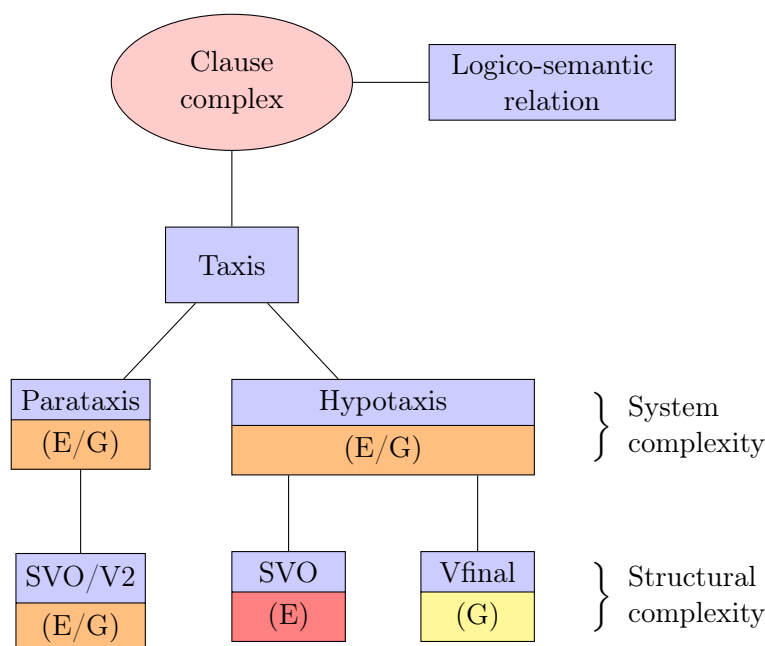 Clause
complex
Logico-semantic
relation
Taxis
Parataxis
(E/G)
Hypotaxis
(E/G)
System
complexity
SVO/V2
(E/G)
SVO
(E)
Vfinal
(G)
Structural
complexity